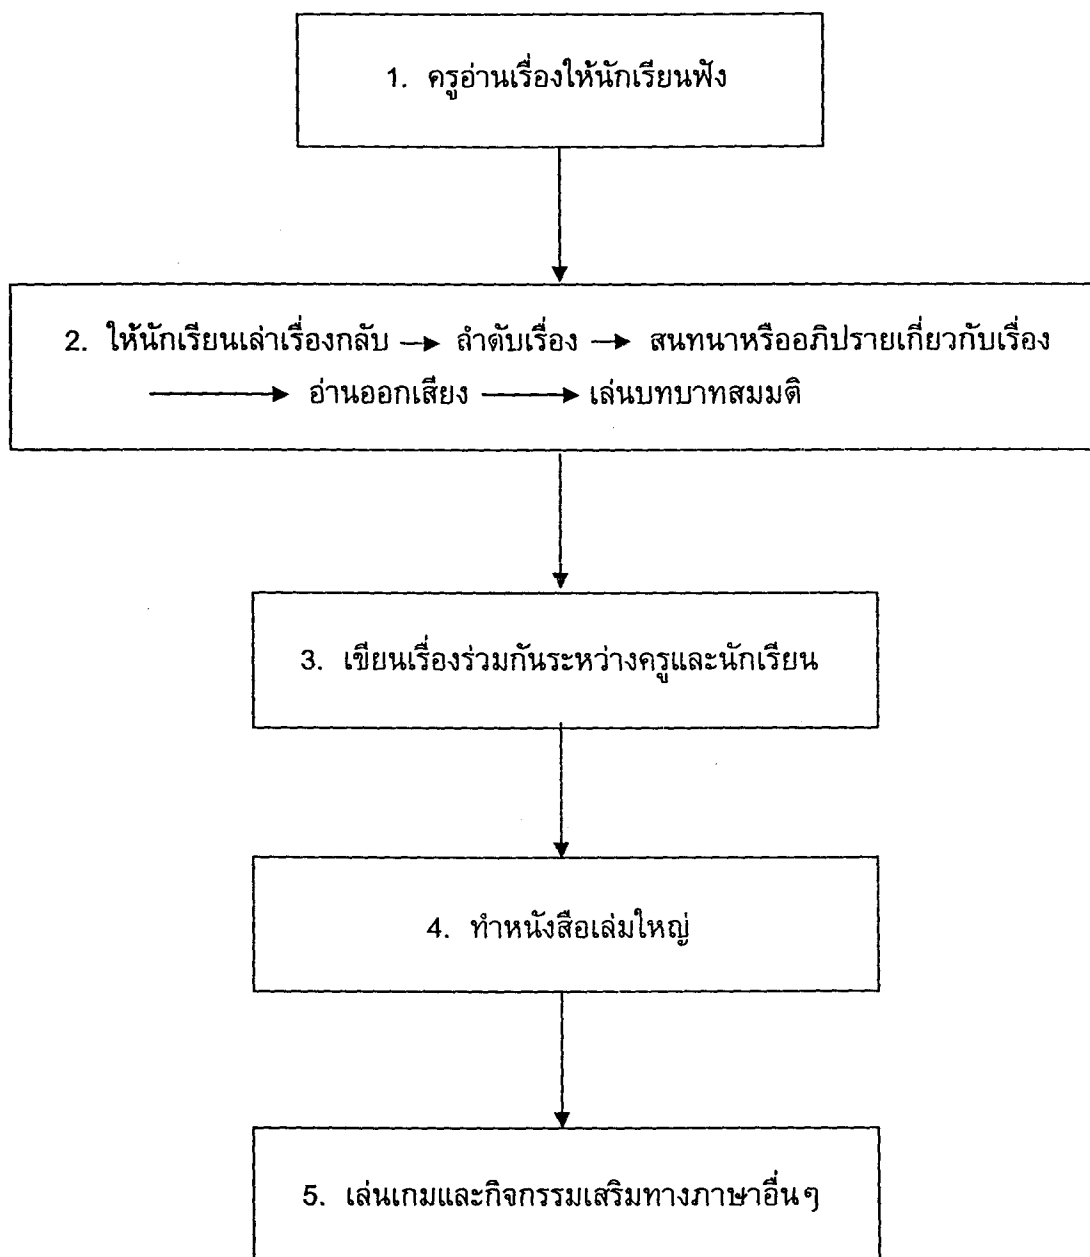 1. ครูอ่านเรื่องให้นักเรียนฟัง
2. ให้นักเรียนเล่าเรื่องกลับ → ลำดับเรื่อง → สนทนาหรืออภิปรายเกี่ยวกับเรื่อง
→ อ่านออกเสียง → เล่นบทบาทสมมติ
3. เขียนเรื่องร่วมกันระหว่างครูและนักเรียน
4. ทำหนังสือเล่มใหญ่
5. เล่นเกมและกิจกรรมเสริมทางภาษาอื่นๆ